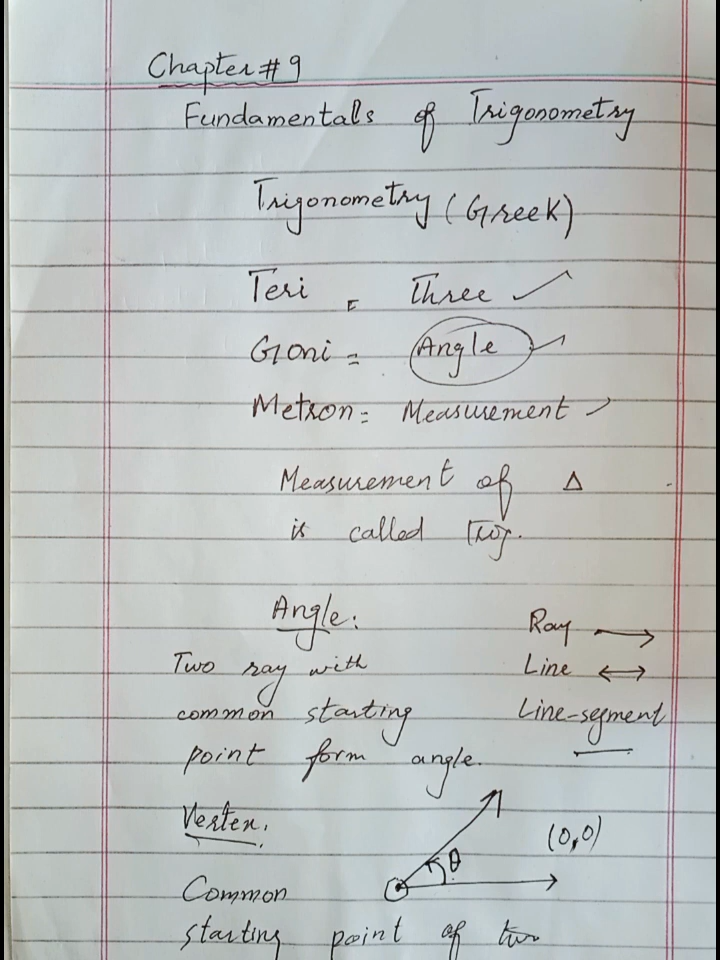 Chapter # 9
Fundamentals of Trigonometry
Trigonometry (Greek)
Teri = Three
Goni = Angle
Metron = Measurement
Measurement of Δ
is called Trig.
Angle:
Two ray with
common starting
point form angle.
Ray →
Line ↔
Line-segment
Vertex.
θ
(0,0)
Common
starting point of two